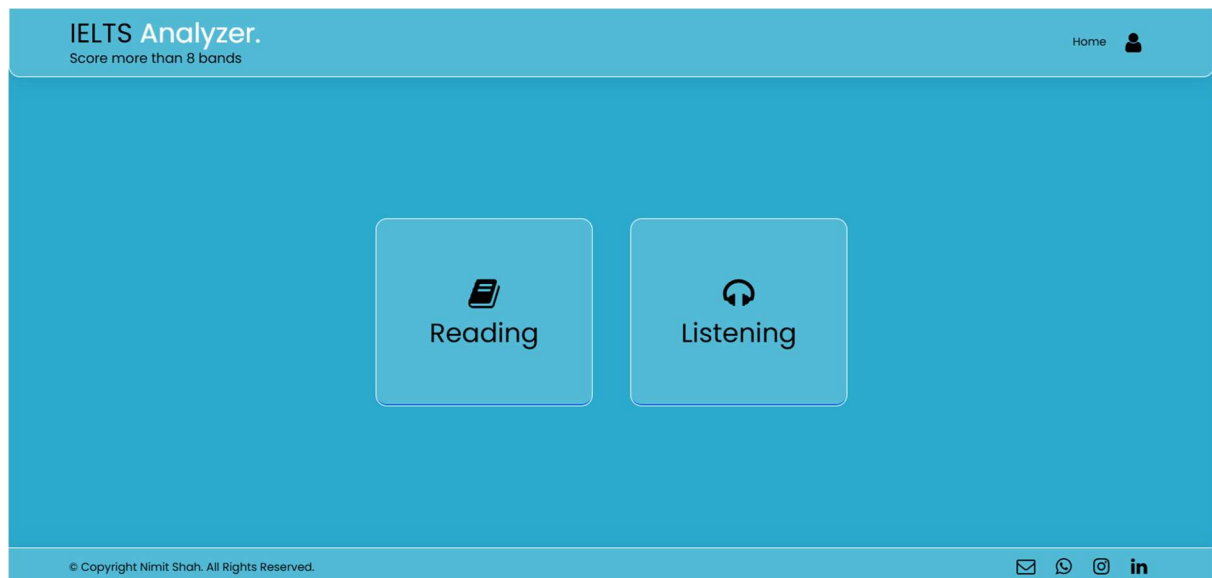 IELTS Analyzer.
Score more than 8 bands
Home
Reading
Listening
© Copyright Nimit Shah. All Rights Reserved.
in